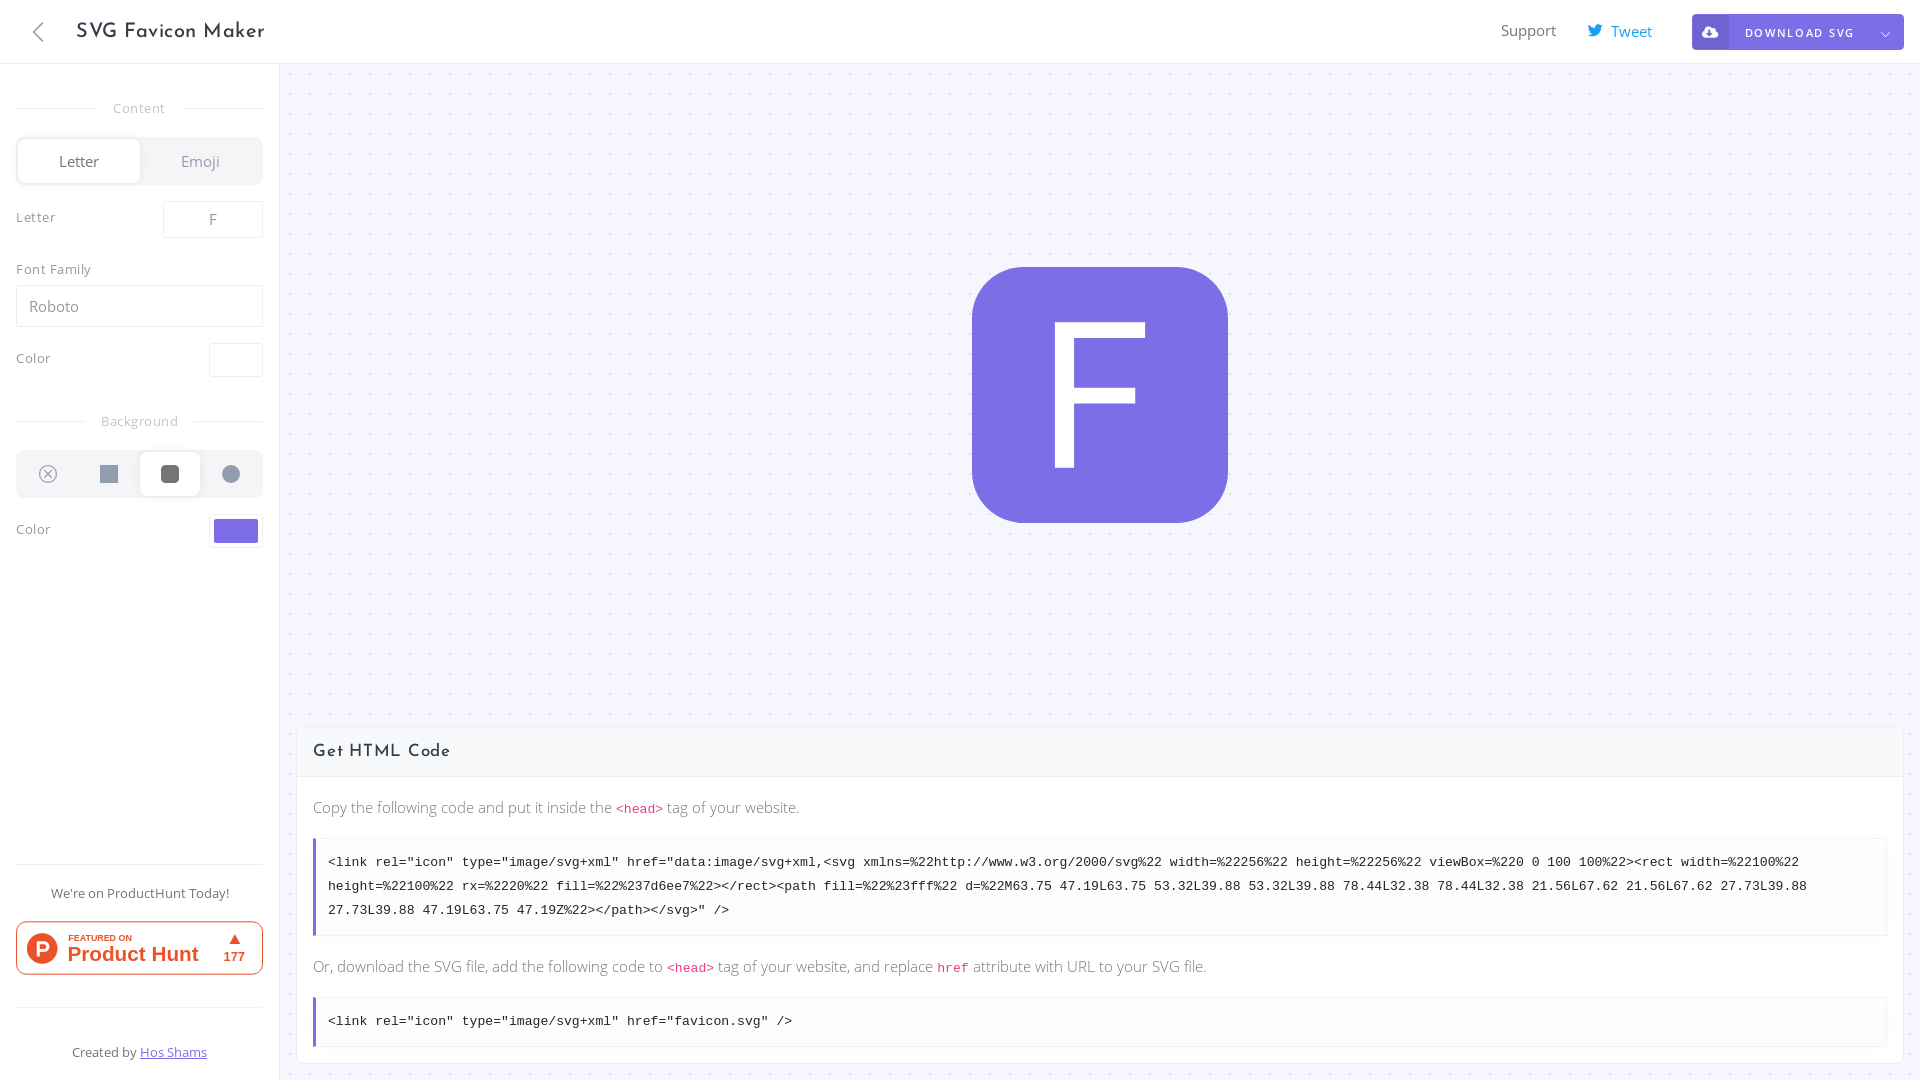 SVG Favicon Maker
Support
Tweet
DOWNLOAD SVG
Content
Letter
Emoji
Letter
F
Font Family
Roboto
Color
Background
Color
We're on ProductHunt Today!
P
FEATURED ON
Product Hunt
177
Created by Hos Shams
F
Get HTML Code
Copy the following code and put it inside the <head> tag of your website.
<link rel="icon" type="image/svg+xml" href="data:image/svg+xml,<svg xmlns=%22http://www.w3.org/2000/svg%22 width=%22256%22 height=%22256%22 viewBox=%220 0 100 100%22><rect width=%22100%22
height=%22100%22 rx=%2220%22 fill=%22%237d6ee7%22></rect><path fill=%22%23fff%22 d=%22M63.75 47.19L63.75 53.32L39.88 53.32L39.88 78.44L32.38 78.44L32.38 21.56L67.62 21.56L67.62 27.73L39.88
27.73L39.88 47.19L63.75 47.19Z%22></path></svg>" />
Or, download the SVG file, add the following code to <head> tag of your website, and replace href attribute with URL to your SVG file.
<link rel="icon" type="image/svg+xml" href="favicon.svg" />